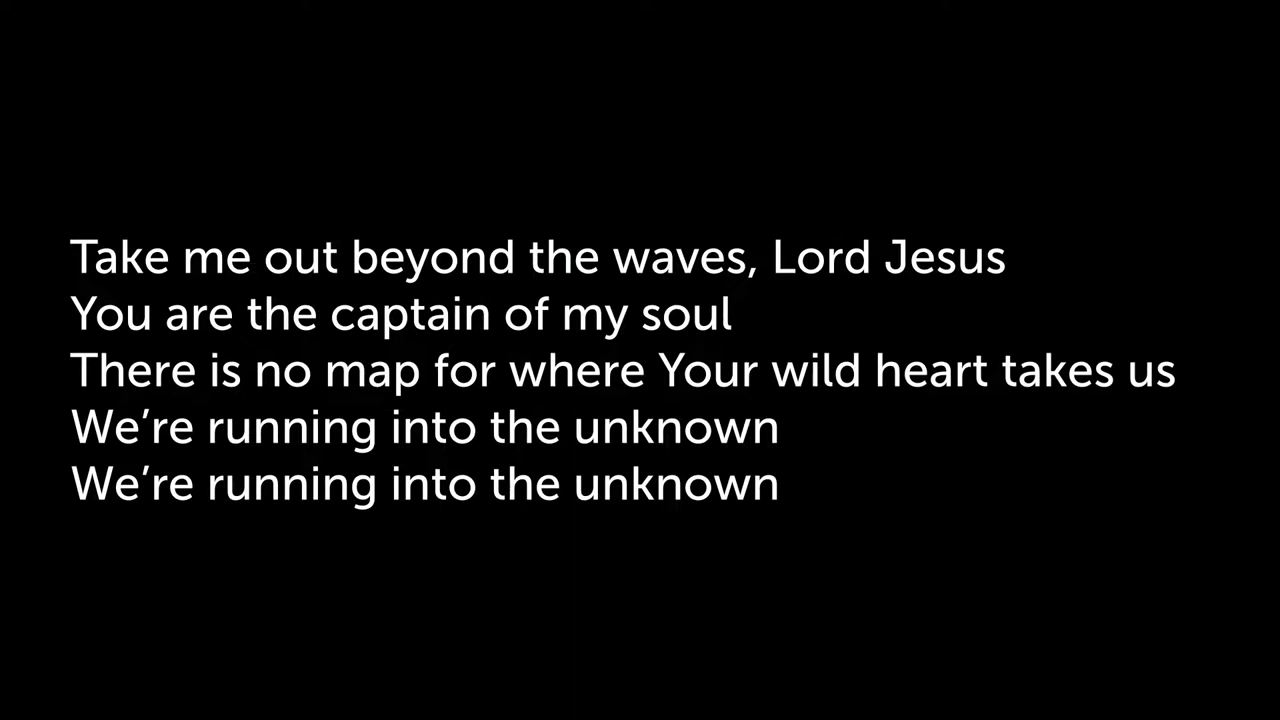 Take me out beyond the waves, Lord Jesus
You are the captain of my soul
There is no map for where Your wild heart takes us
We’re running into the unknown
We’re running into the unknown